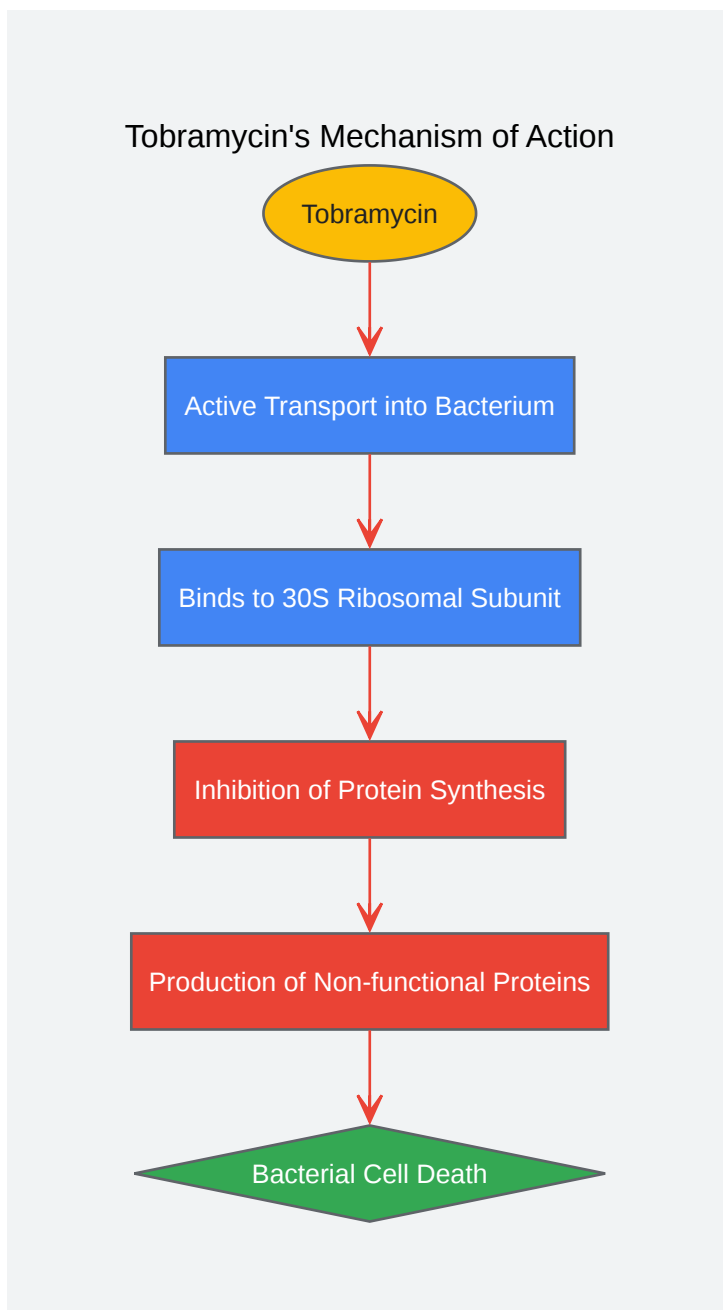 Tobramycin's Mechanism of Action
Tobramycin
Active Transport into Bacterium
Binds to 30S Ribosomal Subunit
Inhibition of Protein Synthesis
Production of Non-functional Proteins
Bacterial Cell Death